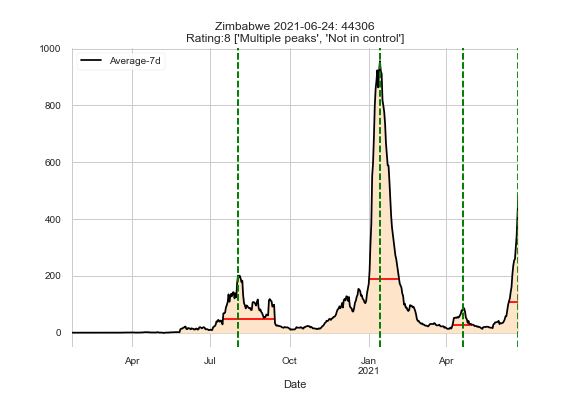 Zimbabwe 2021-06-24: 44306
Rating:8 ['Multiple peaks', 'Not in control']
1000
800
600
400
200
0
Average-7d
Apr
Jul
Oct
Jan
2021
Apr
Date